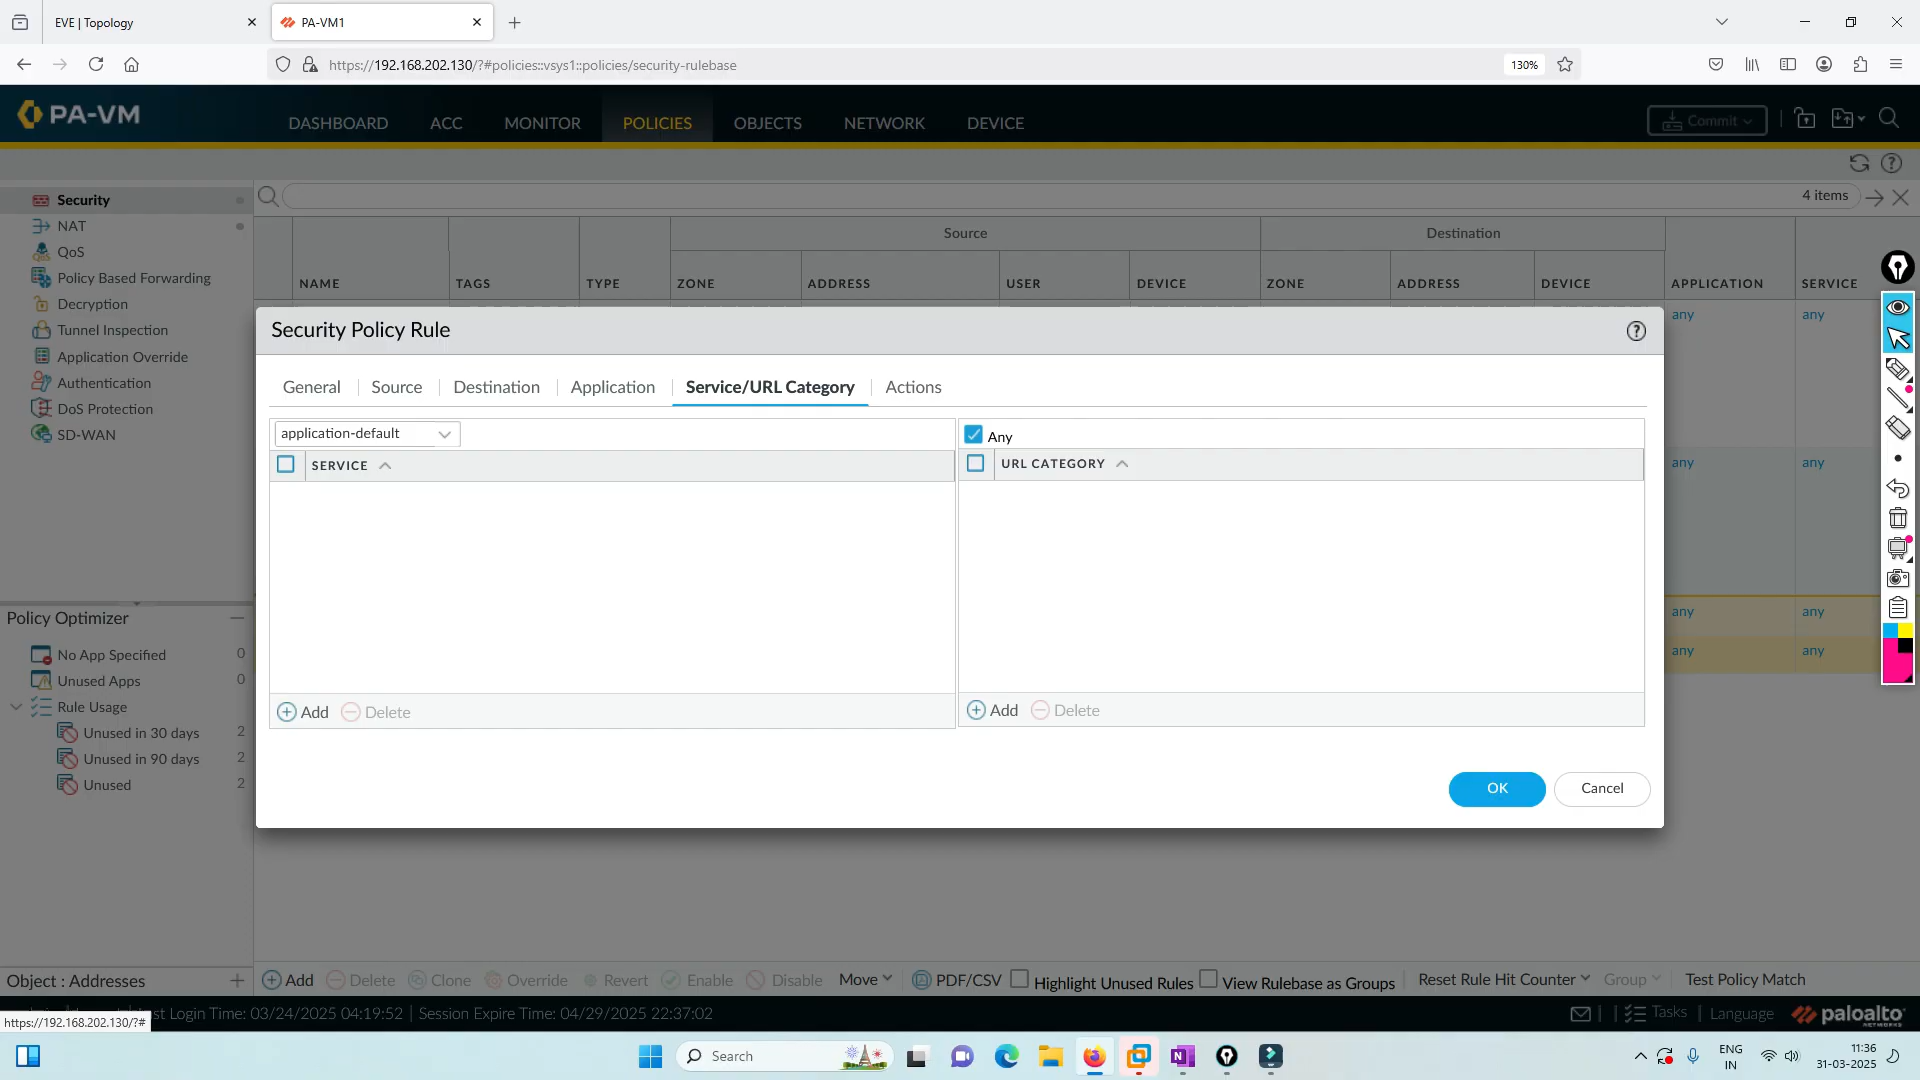 EVE | Topology
PA-VM1
https://192.168.202.130/?#policies::vsys1::policies/security-rulebase
130%
PA-VM
DASHBOARD
ACC
MONITOR
POLICIES
OBJECTS
NETWORK
DEVICE
Commit
4 items
Security
NAT
QoS
Policy Based Forwarding
Decryption
Tunnel Inspection
Application Override
Authentication
DoS Protection
SD-WAN
Source
Destination
NAME
TAGS
TYPE
ZONE
ADDRESS
USER
DEVICE
ZONE
ADDRESS
DEVICE
APPLICATION
SERVICE
any any
any any
any any
any any
Security Policy Rule
General
Source
Destination
Application
Service/URL Category
Actions
application-default
SERVICE
Add
Delete
Any
URL CATEGORY
Add
Delete
OK
Cancel
Policy Optimizer
No App Specified 0
Unused Apps 0
Rule Usage
Unused in 30 days 2
Unused in 90 days 2
Unused 2
Object : Addresses
Add
Delete
Clone
Override
Revert
Enable
Disable
Move
PDF/CSV
Highlight Unused Rules
View Rulebase as Groups
Reset Rule Hit Counter
Group
Test Policy Match
Login Time: 03/24/2025 04:19:52 | Session Expire Time: 04/29/2025 22:37:02
Tasks
Language
paloalto
NETWORKS
https://192.168.202.130/?#
Search
ENG
IN
11:36
31-03-2025